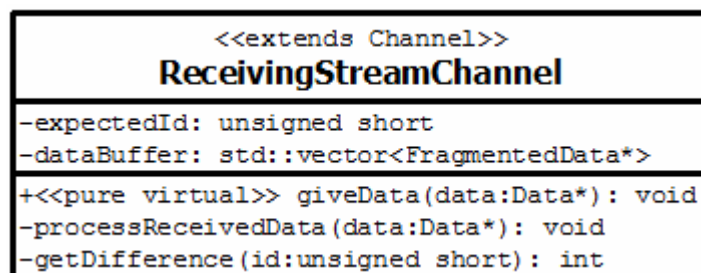 <<extends Channel>>
ReceivingStreamChannel
-expectedId: unsigned short
-dataBuffer: std::vector<FragmentedData*>
+<<pure virtual>> giveData(data:Data*): void
-processReceivedData(data:Data*): void
-getDifference(id:unsigned short): int